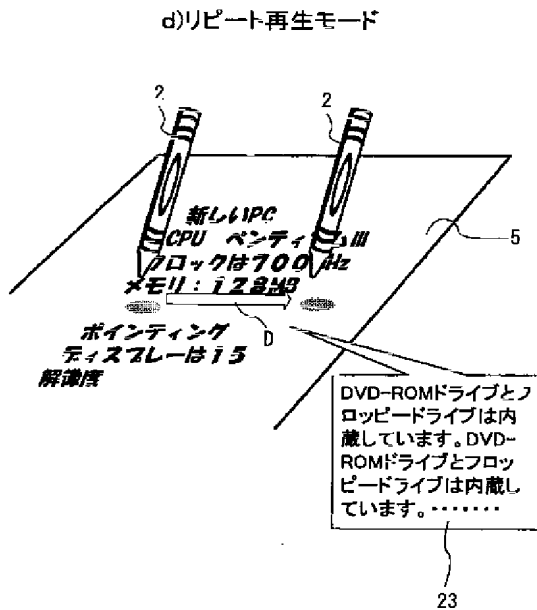 d)リピート再生モード
2
2
新しいPC
CPU ペンティ ムIII
クロックは700 Hz
メモリ:128MB
5
D
ポインティング
ディスプレーは15
解像度
DVD-ROMドライブとフ
ロッピードライブは内
蔵しています。DVD-
ROMドライブとフロッ
ピードライブは内蔵し
ています。・・・・・・・
23